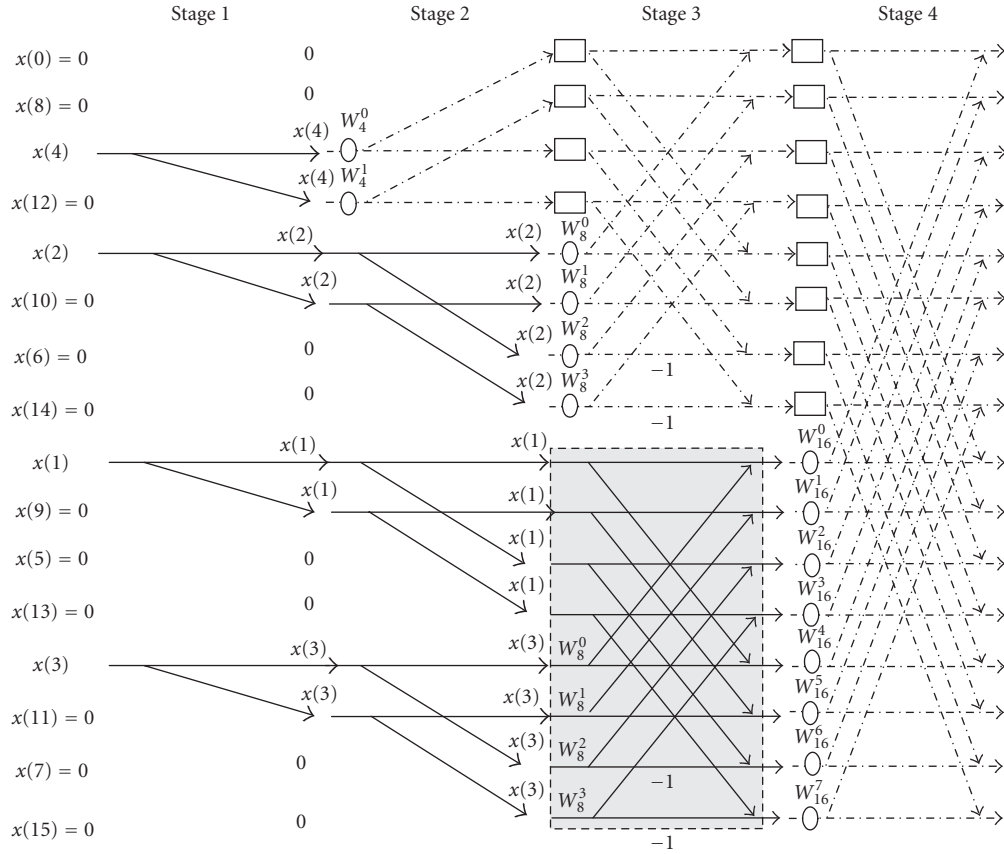 Stage 1 Stage 2 Stage 3 Stage 4
x(0) = 0 0
x(8) = 0 0
x(4) x(4) W_4^0
x(4) W_4^1
x(12) = 0
x(2) x(2) x(2) W_8^0
x(10) = 0 x(2) x(2) W_8^1
x(6) = 0 0 x(2) W_8^2
−1
x(14) = 0 0 x(2) W_8^3
−1
x(1) x(1) x(1) W_16^0
x(9) = 0 x(1) x(1) W_16^1
x(5) = 0 0 x(1) W_16^2
x(13) = 0 0 x(1) W_16^3
x(3) x(3) x(3) W_8^0 W_16^4
x(11) = 0 x(3) x(3) W_8^1 W_16^5
x(7) = 0 0 x(3) W_8^2 W_16^6
−1
x(15) = 0 0 x(3) W_8^3 W_16^7
−1